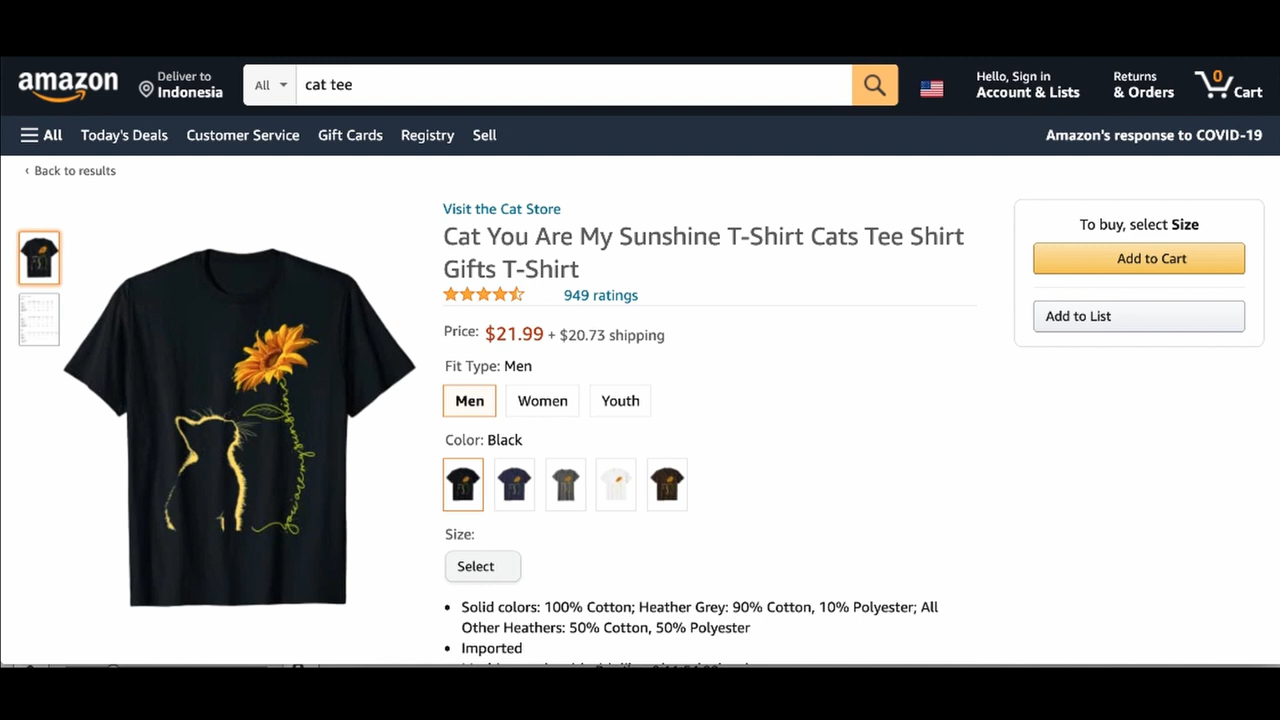 amazon
Deliver to
Indonesia
All
cat tee
Hello, Sign in
Account & Lists
Returns
& Orders
0
Cart
All
Today's Deals
Customer Service
Gift Cards
Registry
Sell
Amazon's response to COVID-19
‹ Back to results
Visit the Cat Store
Cat You Are My Sunshine T-Shirt Cats Tee Shirt
Gifts T-Shirt
949 ratings
Price: $21.99 + $20.73 shipping
Fit Type: Men
Men
Women
Youth
Color: Black
Size:
Select
• Solid colors: 100% Cotton; Heather Grey: 90% Cotton, 10% Polyester; All
Other Heathers: 50% Cotton, 50% Polyester
• Imported
To buy, select Size
Add to Cart
Add to List
you are my sunshine